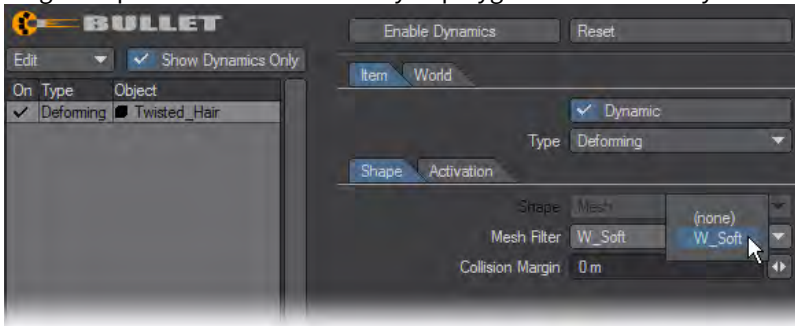 BULLET
Enable Dynamics Reset
Edit Show Dynamics Only
Item World
On Type Object
Dynamic
Deforming Twisted_Hair
Type Deforming
Shape Activation
Shape Mesh
(none)
Mesh Filter W_Soft W_Soft
Collision Margin 0 m